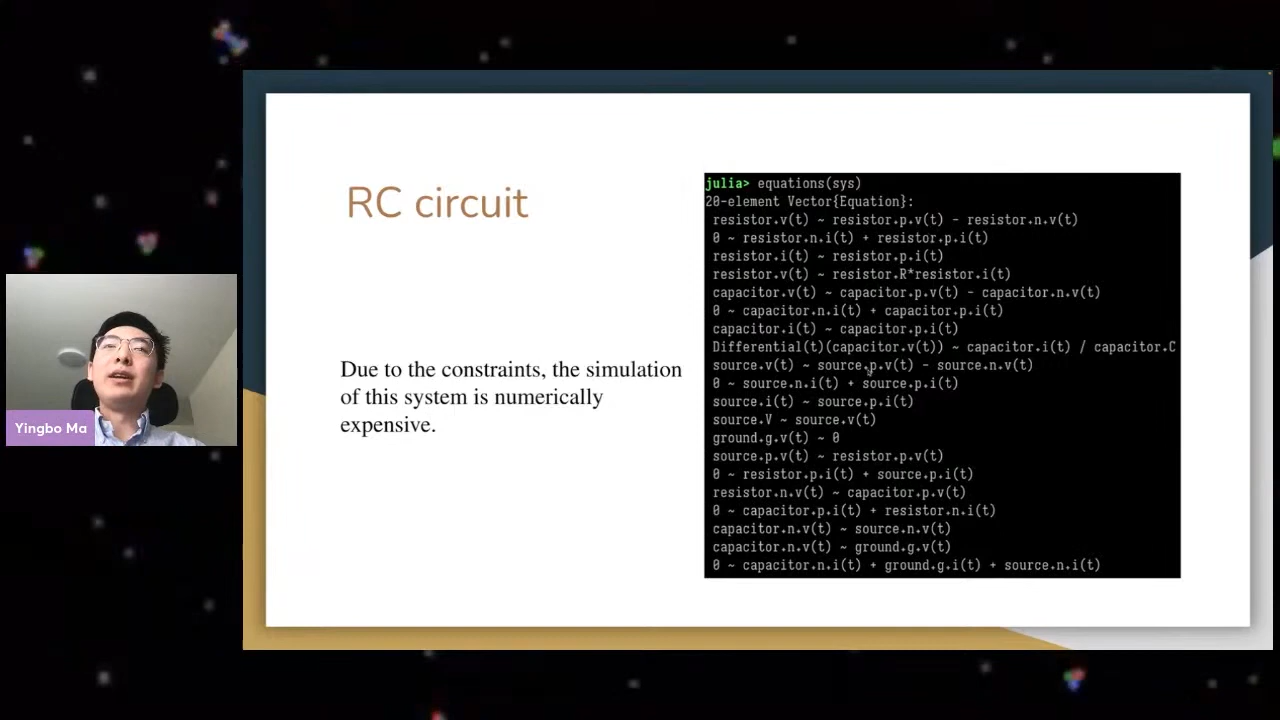 RC circuit
Due to the constraints, the simulation
of this system is numerically
expensive.
julia> equations(sys)
20-element Vector{Equation}:
resistor₊v(t) ~ resistor₊p₊v(t) - resistor₊n₊v(t)
0 ~ resistor₊n₊i(t) + resistor₊p₊i(t)
resistor₊i(t) ~ resistor₊p₊i(t)
resistor₊v(t) ~ resistor₊R*resistor₊i(t)
capacitor₊v(t) ~ capacitor₊p₊v(t) - capacitor₊n₊v(t)
0 ~ capacitor₊n₊i(t) + capacitor₊p₊i(t)
capacitor₊i(t) ~ capacitor₊p₊i(t)
Differential(t)(capacitor₊v(t)) ~ capacitor₊i(t) / capacitor₊C
source₊v(t) ~ source₊p₊v(t) - source₊n₊v(t)
0 ~ source₊n₊i(t) + source₊p₊i(t)
source₊i(t) ~ source₊p₊i(t)
source₊V ~ source₊v(t)
ground₊g₊v(t) ~ 0
source₊p₊v(t) ~ resistor₊p₊v(t)
0 ~ resistor₊p₊i(t) + source₊p₊i(t)
resistor₊n₊v(t) ~ capacitor₊p₊v(t)
0 ~ capacitor₊p₊i(t) + resistor₊n₊i(t)
capacitor₊n₊v(t) ~ source₊n₊v(t)
capacitor₊n₊v(t) ~ ground₊g₊v(t)
0 ~ capacitor₊n₊i(t) + ground₊g₊i(t) + source₊n₊i(t)
Yingbo Ma